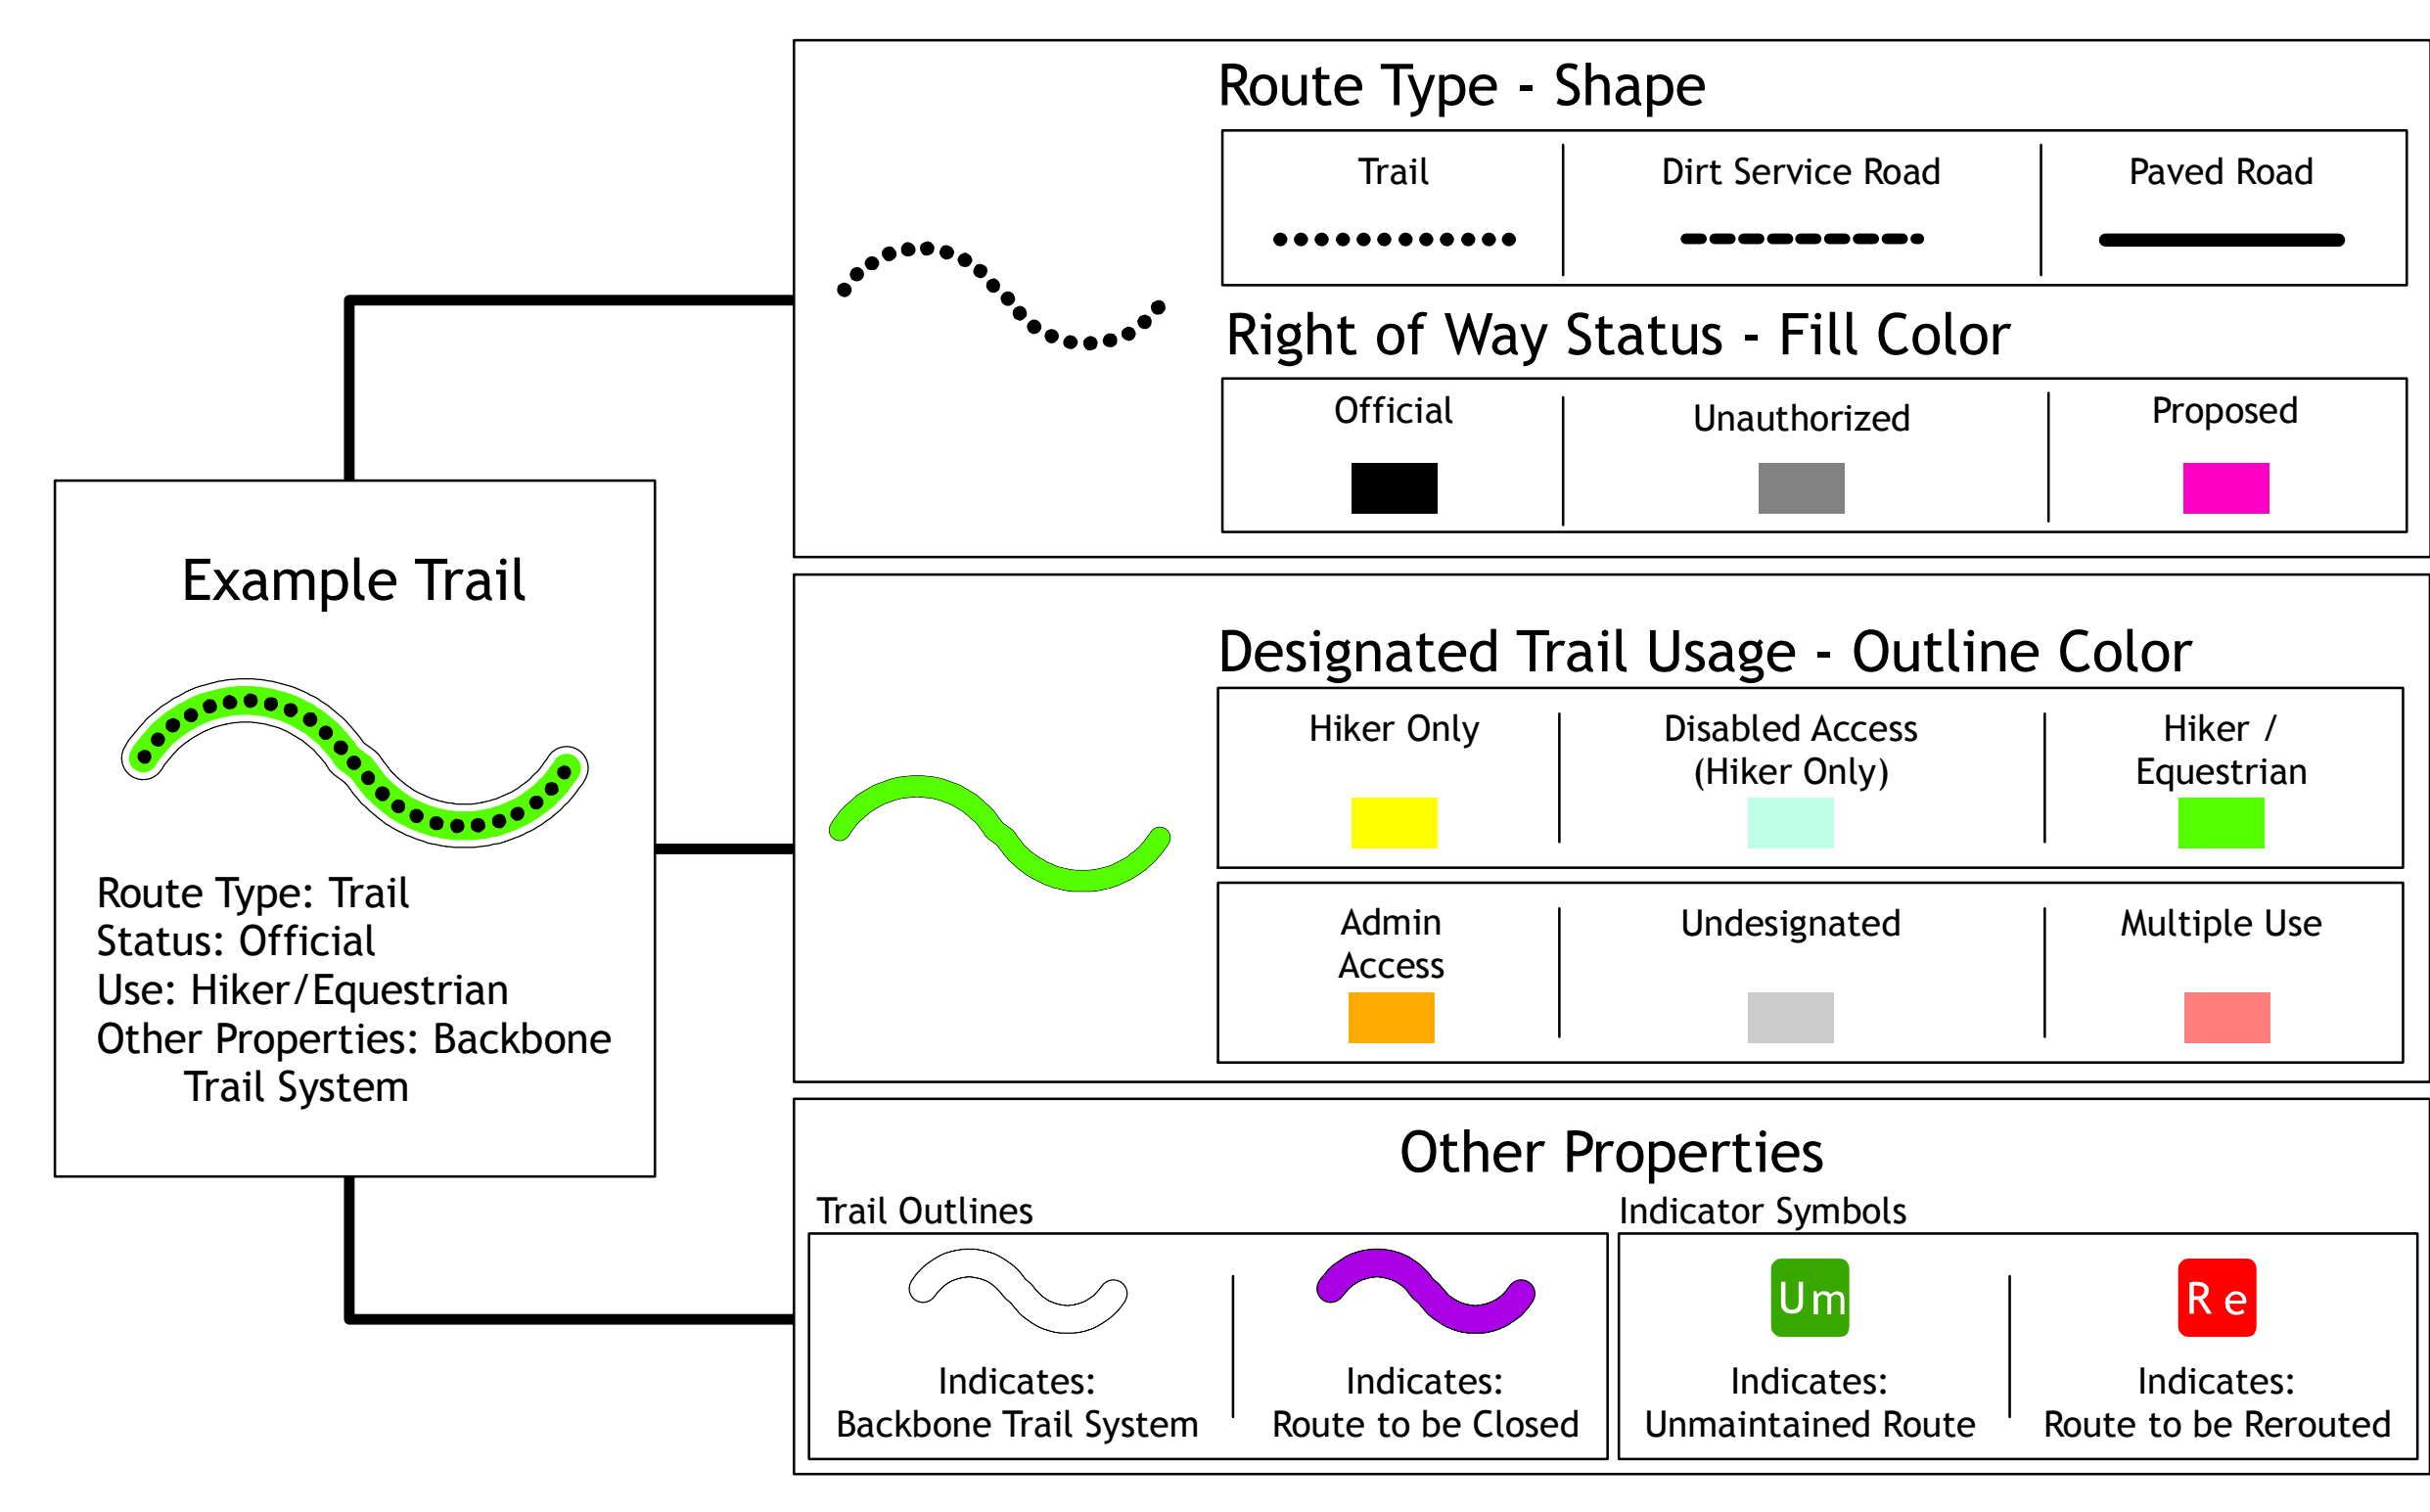 Route Type - Shape
Trail
Dirt Service Road
Paved Road
Right of Way Status - Fill Color
Official
Unauthorized
Proposed
Example Trail
Route Type: Trail
Status: Official
Use: Hiker/Equestrian
Other Properties: Backbone
Trail System
Designated Trail Usage - Outline Color
Hiker Only
Disabled Access
(Hiker Only)
Hiker /
Equestrian
Admin
Access
Undesignated
Multiple Use
Other Properties
Trail Outlines
Indicates:
Backbone Trail System
Indicates:
Route to be Closed
Indicator Symbols
Um
Indicates:
Unmaintained Route
Re
Indicates:
Route to be Rerouted